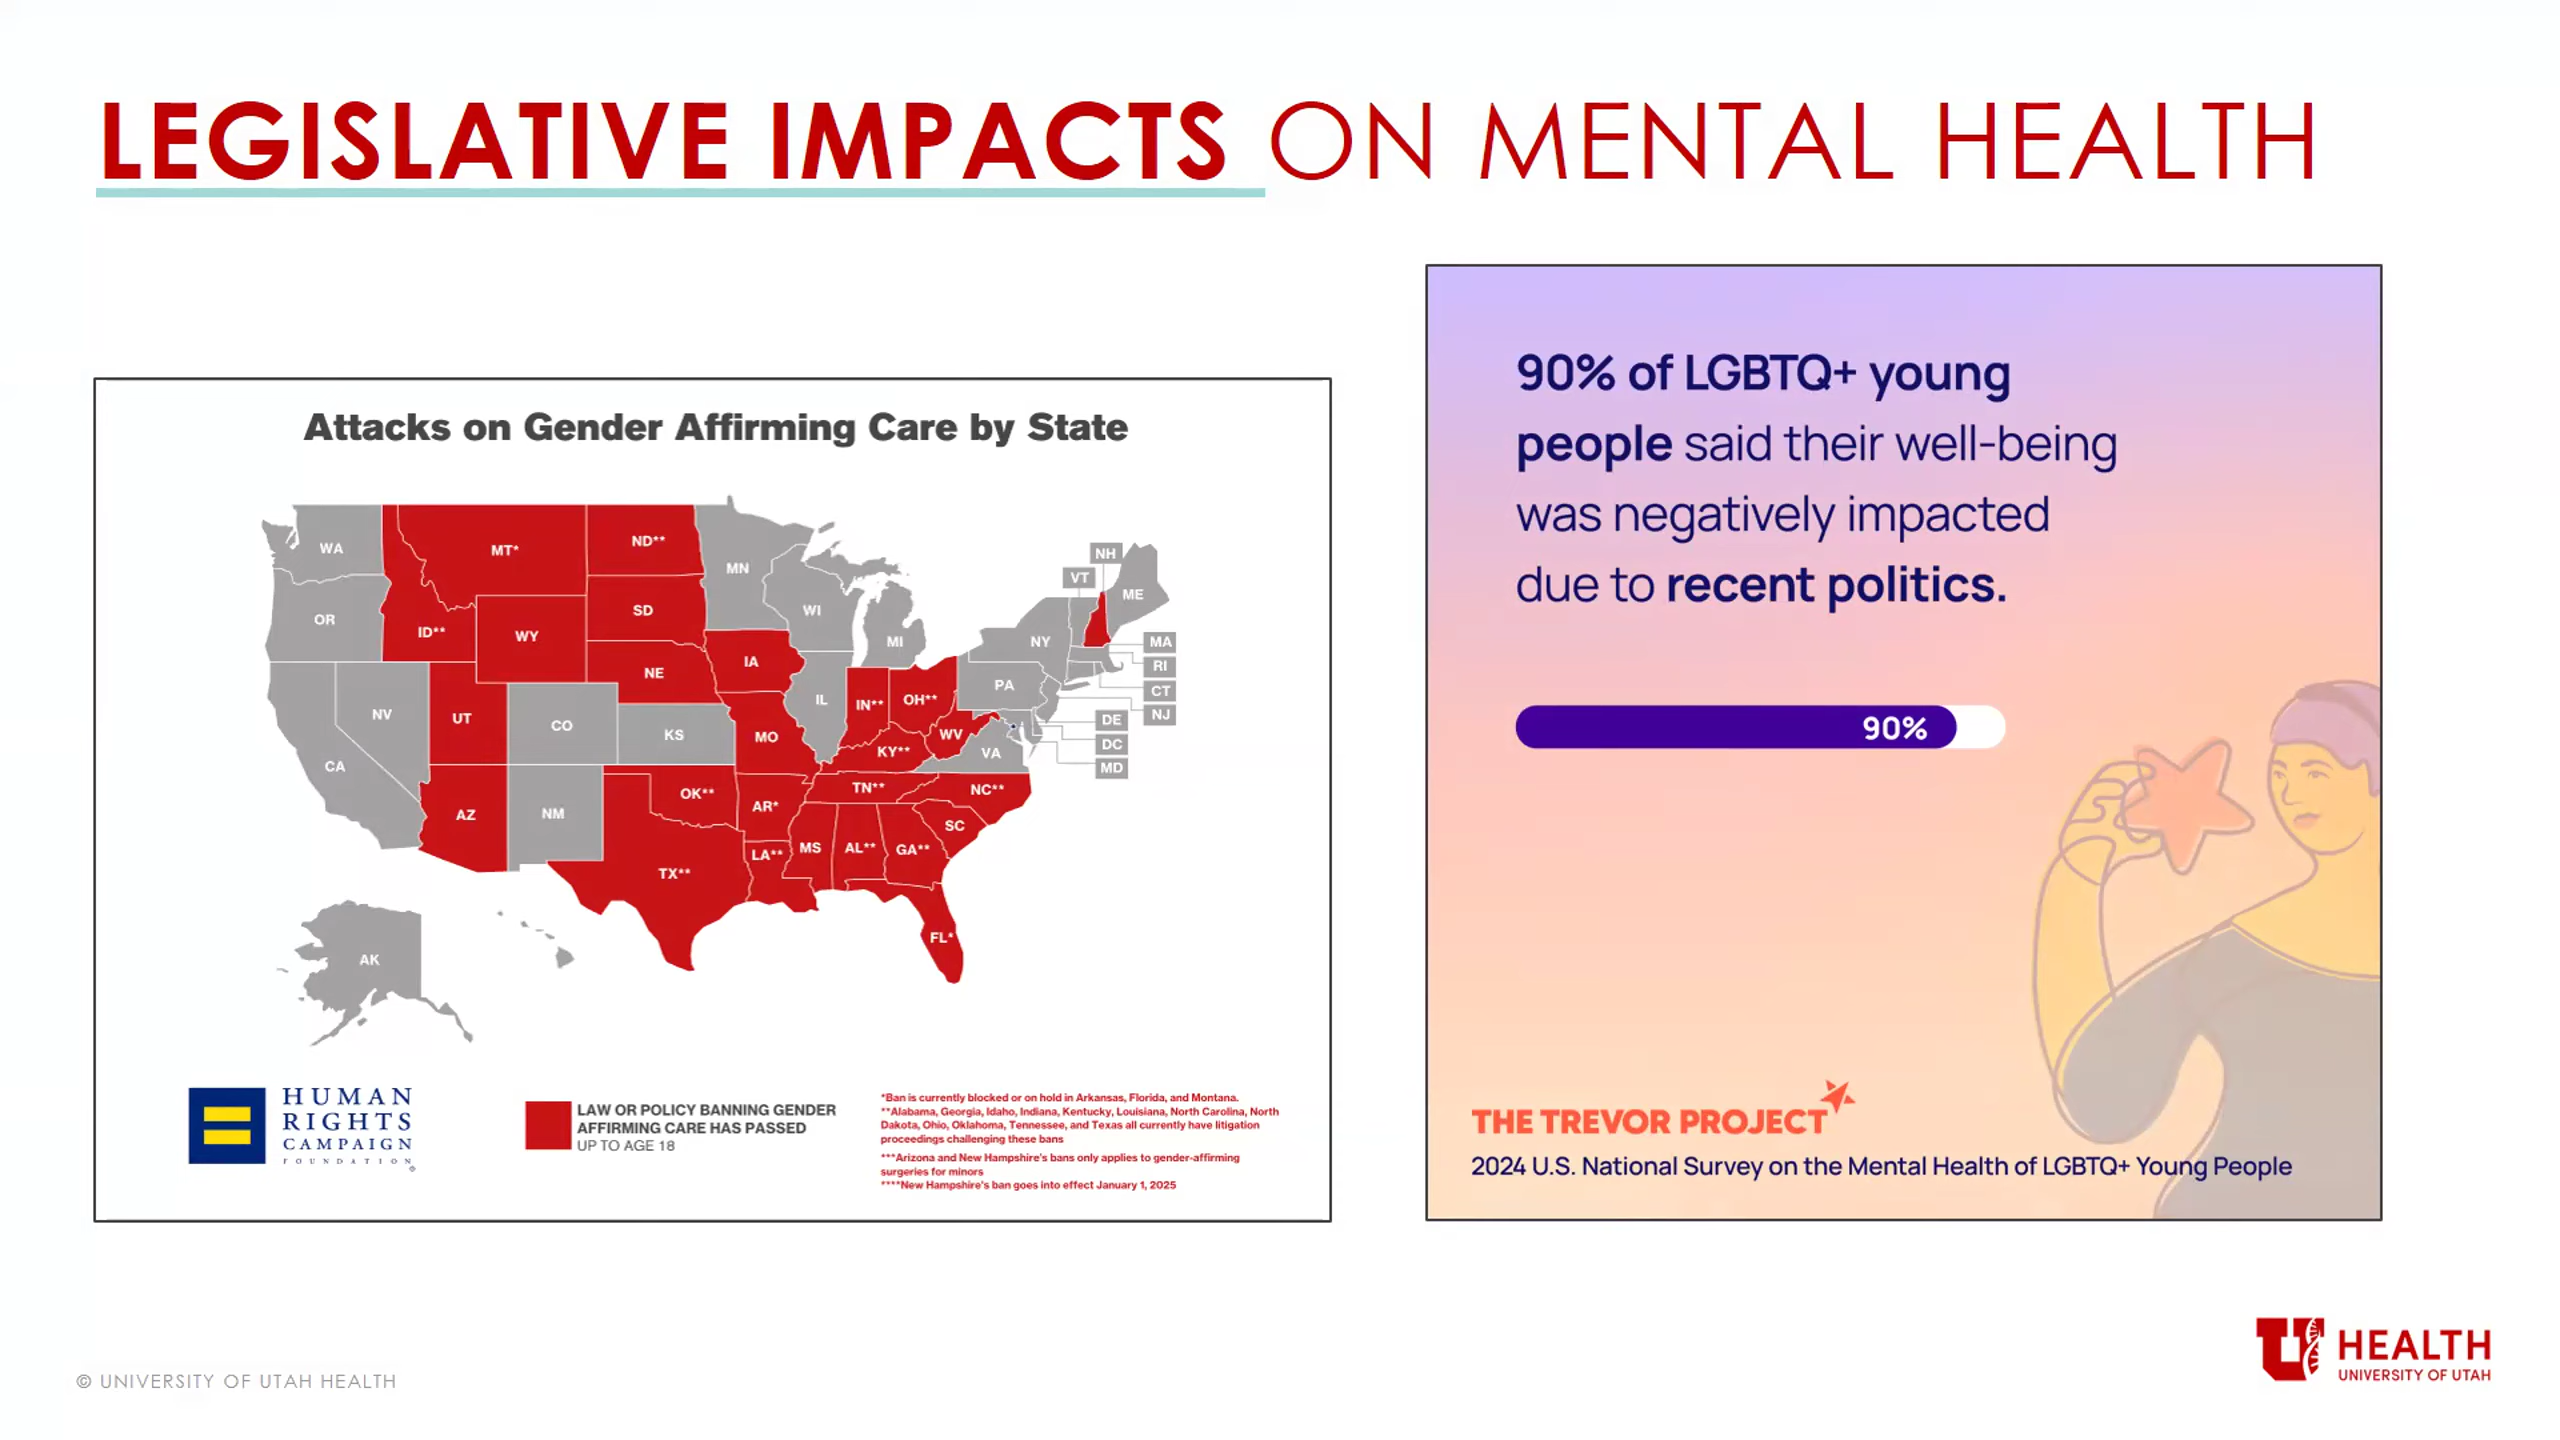 LEGISLATIVE IMPACTS ON MENTAL HEALTH
Attacks on Gender Affirming Care by State
WA
MT*
ND**
MN
NH
VT
ME
OR
ID**
WY
SD
WI
MI
NY
MA
RI
CT
NJ
NE
IA
PA
NV
UT
CO
KS
MO
IL
IN**
OH**
WV
VA
DE
DC
MD
CA
KY**
AZ
NM
OK**
AR*
TN**
NC**
SC
TX**
LA**
MS
AL**
GA**
FL*
AK
HUMAN
RIGHTS
CAMPAIGN
FOUNDATION
LAW OR POLICY BANNING GENDER
AFFIRMING CARE HAS PASSED
UP TO AGE 18
*Ban is currently blocked or on hold in Arkansas, Florida, and Montana.
**Alabama, Georgia, Idaho, Indiana, Kentucky, Louisiana, North Carolina, North
Dakota, Ohio, Oklahoma, Tennessee, and Texas all currently have litigation
proceedings challenging these bans
***Arizona and New Hampshire's bans only applies to gender-affirming
surgeries for minors
****New Hampshire's ban goes into effect January 1, 2025
90% of LGBTQ+ young
people said their well-being
was negatively impacted
due to recent politics.
90%
THE TREVOR PROJECT
2024 U.S. National Survey on the Mental Health of LGBTQ+ Young People
© UNIVERSITY OF UTAH HEALTH
U HEALTH
UNIVERSITY OF UTAH